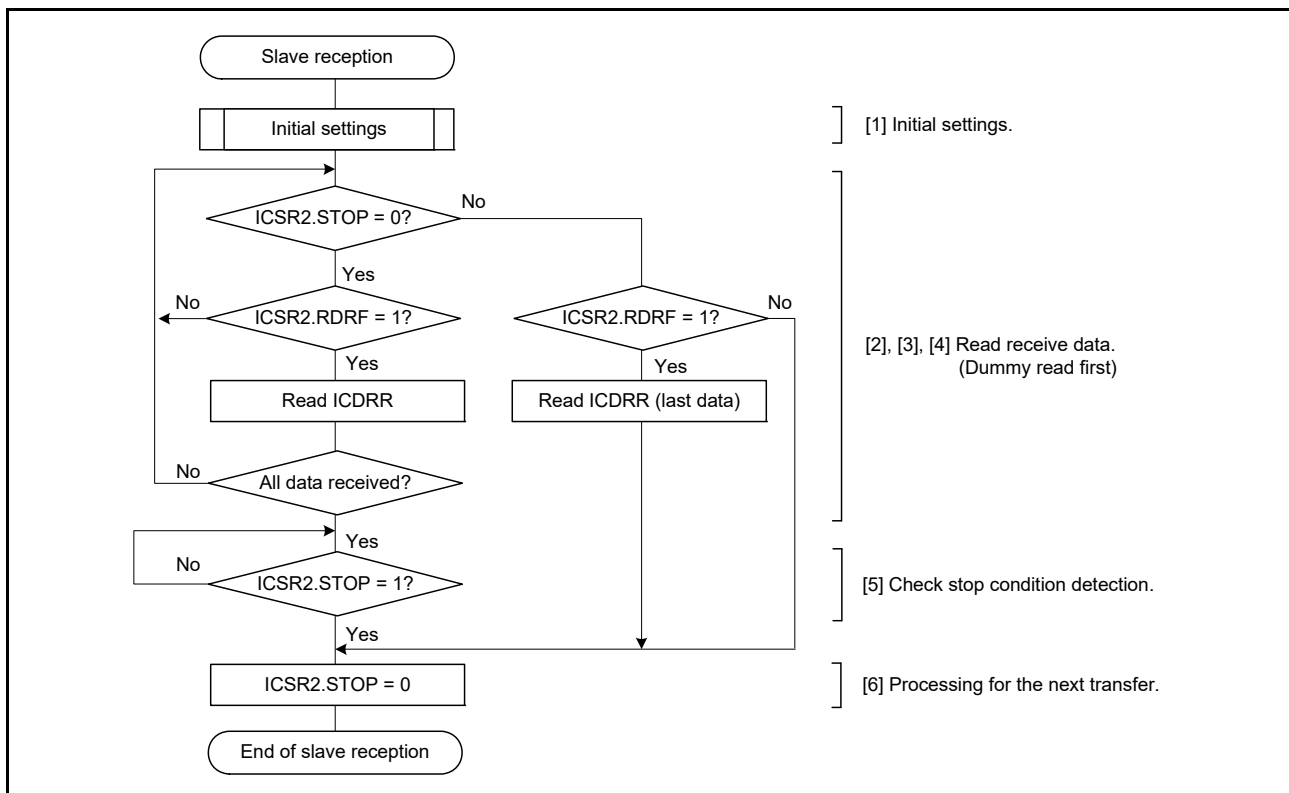 Slave reception
Initial settings
[1] Initial settings.
ICSR2.STOP = 0?
No
Yes
No
ICSR2.RDRF = 1?
ICSR2.RDRF = 1?
No
[2], [3], [4] Read receive data.
(Dummy read first)
Yes
Yes
Read ICDRR
Read ICDRR (last data)
No
All data received?
Yes
No
ICSR2.STOP = 1?
[5] Check stop condition detection.
Yes
ICSR2.STOP = 0
[6] Processing for the next transfer.
End of slave reception